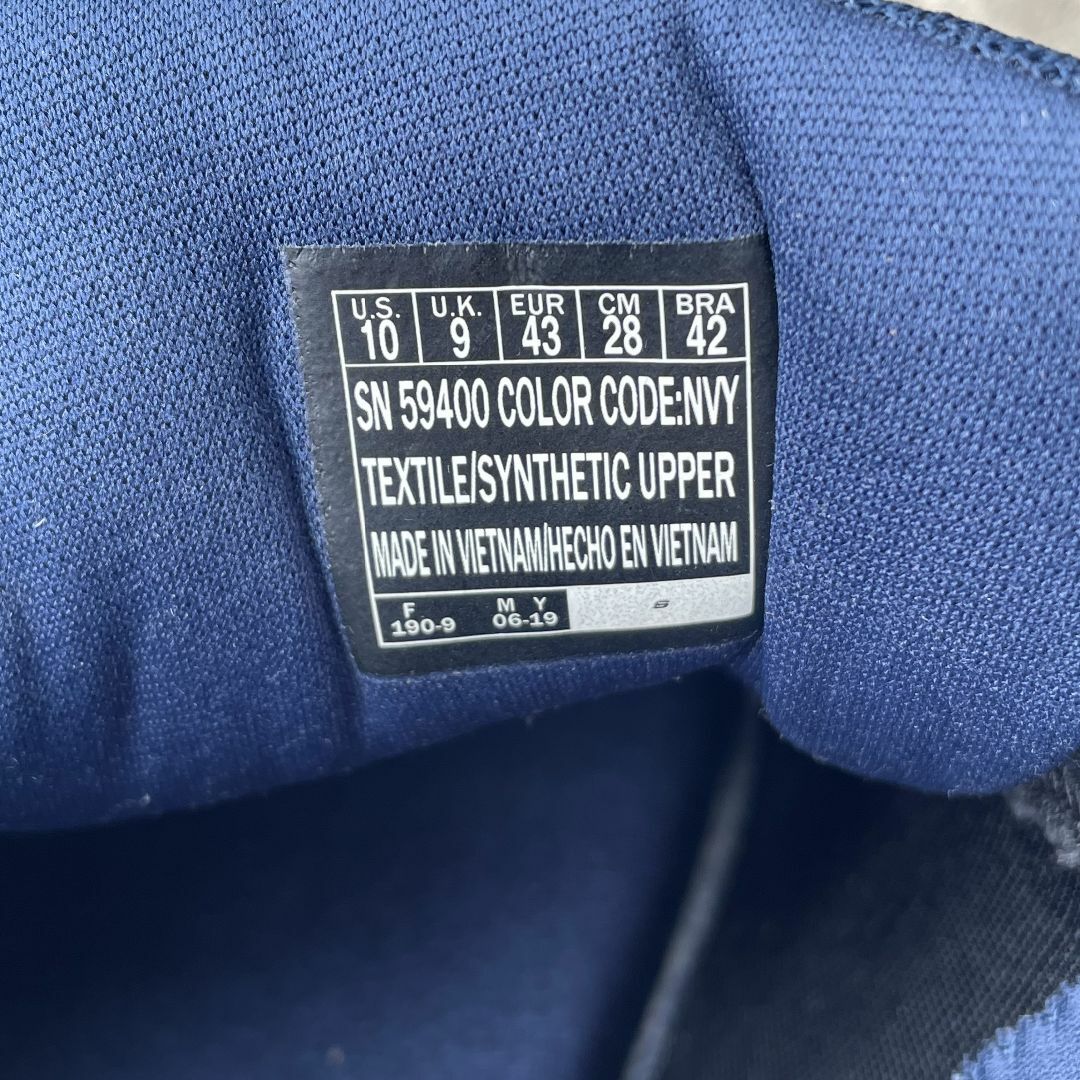 U.S. U.K. EUR CM BRA
10 9 43 28 42
SN 59400 COLOR CODE:NVY
TEXTILE/SYNTHETIC UPPER
MADE IN VIETNAM/HECHO EN VIETNAM
F M Y
190-9 06-19